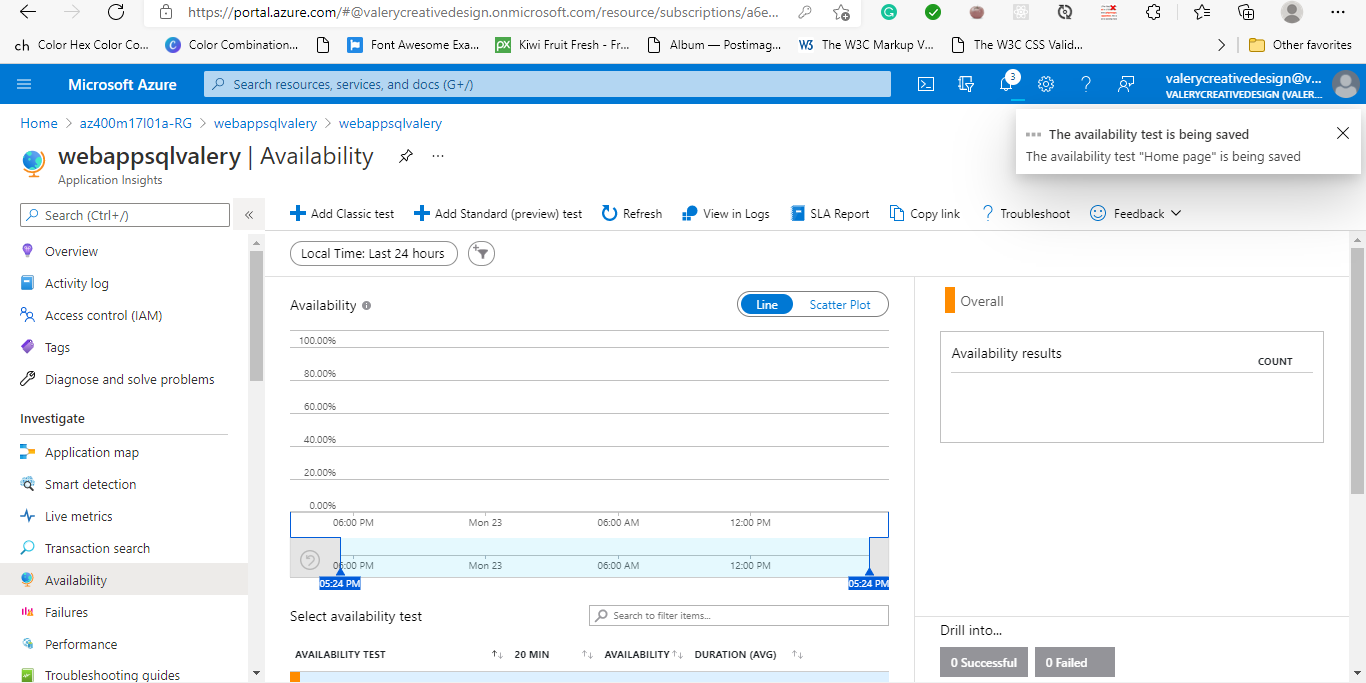 https://portal.azure.com/#@valerycreativedesign.onmicrosoft.com/resource/subscriptions/a6e...
ch Color Hex Color Co... Color Combination... Font Awesome Exa... Kiwi Fruit Fresh - Fr... Album — Postimag... The W3C Markup V... The W3C CSS Valid... Other favorites
Microsoft Azure
Search resources, services, and docs (G+/)
3
valerycreativedesign@v...
VALERYCREATIVEDESIGN (VALER...
Home > az400m17l01a-RG > webappsqlvalery > webappsqlvalery
The availability test is being saved
The availability test "Home page" is being saved
webappsqlvalery | Availability
Application Insights
Search (Ctrl+/)
Add Classic test Add Standard (preview) test Refresh View in Logs SLA Report Copy link Troubleshoot Feedback
Overview
Activity log
Access control (IAM)
Tags
Diagnose and solve problems
Investigate
Application map
Smart detection
Live metrics
Transaction search
Availability
Failures
Performance
Troubleshooting guides
Local Time: Last 24 hours
Availability
Line Scatter Plot
100.00%
80.00%
60.00%
40.00%
20.00%
0.00%
06:00 PM Mon 23 06:00 AM 12:00 PM
06:00 PM Mon 23 06:00 AM 12:00 PM
05:24 PM 05:24 PM
Select availability test
Search to filter items...
AVAILABILITY TEST 20 MIN AVAILABILITY DURATION (AVG)
Overall
Availability results
COUNT
Drill into...
0 Successful 0 Failed